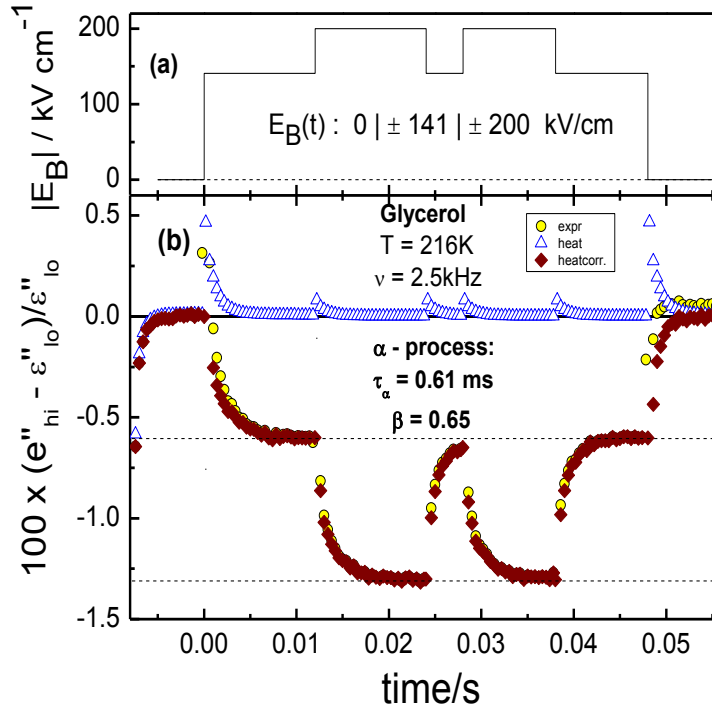 |E_B| / kV cm⁻¹
200
150
100
50
0
(a)
E_B(t) : 0 | ± 141 | ± 200 kV/cm
100 x (e''_hi - ε''_lo)/ε''_lo
0.5
0.0
-0.5
-1.0
-1.5
(b)
Glycerol
T = 216K
ν = 2.5kHz
expr
heat
heatcorr.
α - process:
τ_α = 0.61 ms
β = 0.65
0.00 0.01 0.02 0.03 0.04 0.05
time/s